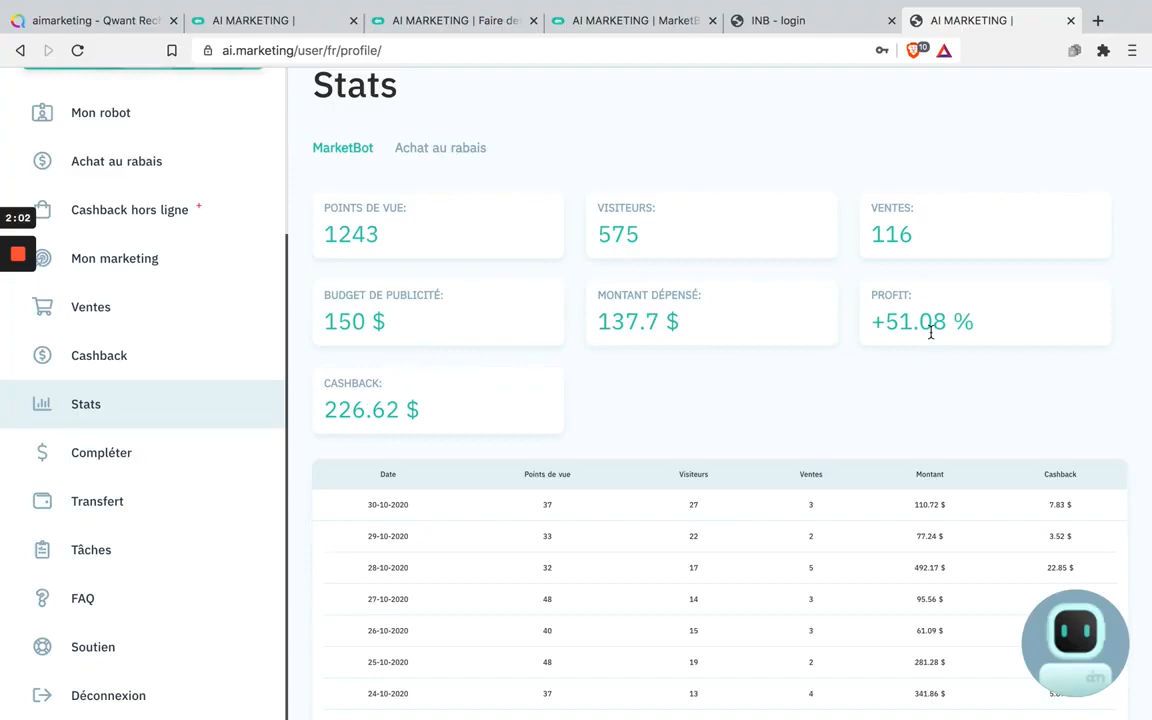 aimarketing - Qwant Rech
AI MARKETING |
AI MARKETING | Faire de
AI MARKETING | MarketB
INB - login
AI MARKETING |
ai.marketing/user/fr/profile/
10
Mon robot
Achat au rabais
Cashback hors ligne +
2:02
Mon marketing
Ventes
Cashback
Stats
Compléter
Transfert
Tâches
FAQ
Soutien
Déconnexion
Stats
MarketBot Achat au rabais
POINTS DE VUE: VISITEURS: VENTES:
1243 575 116
BUDGET DE PUBLICITÉ: MONTANT DÉPENSÉ: PROFIT:
150 $ 137.7 $ +51.08 %
CASHBACK:
226.62 $
Date Points de vue Visiteurs Ventes Montant Cashback
30-10-2020 37 27 3 110.72 $ 7.83 $
29-10-2020 33 22 2 77.24 $ 3.52 $
28-10-2020 32 17 5 492.17 $ 22.85 $
27-10-2020 48 14 3 95.56 $
26-10-2020 40 15 3 61.09 $
25-10-2020 48 19 2 281.28 $
24-10-2020 37 13 4 341.86 $
aim